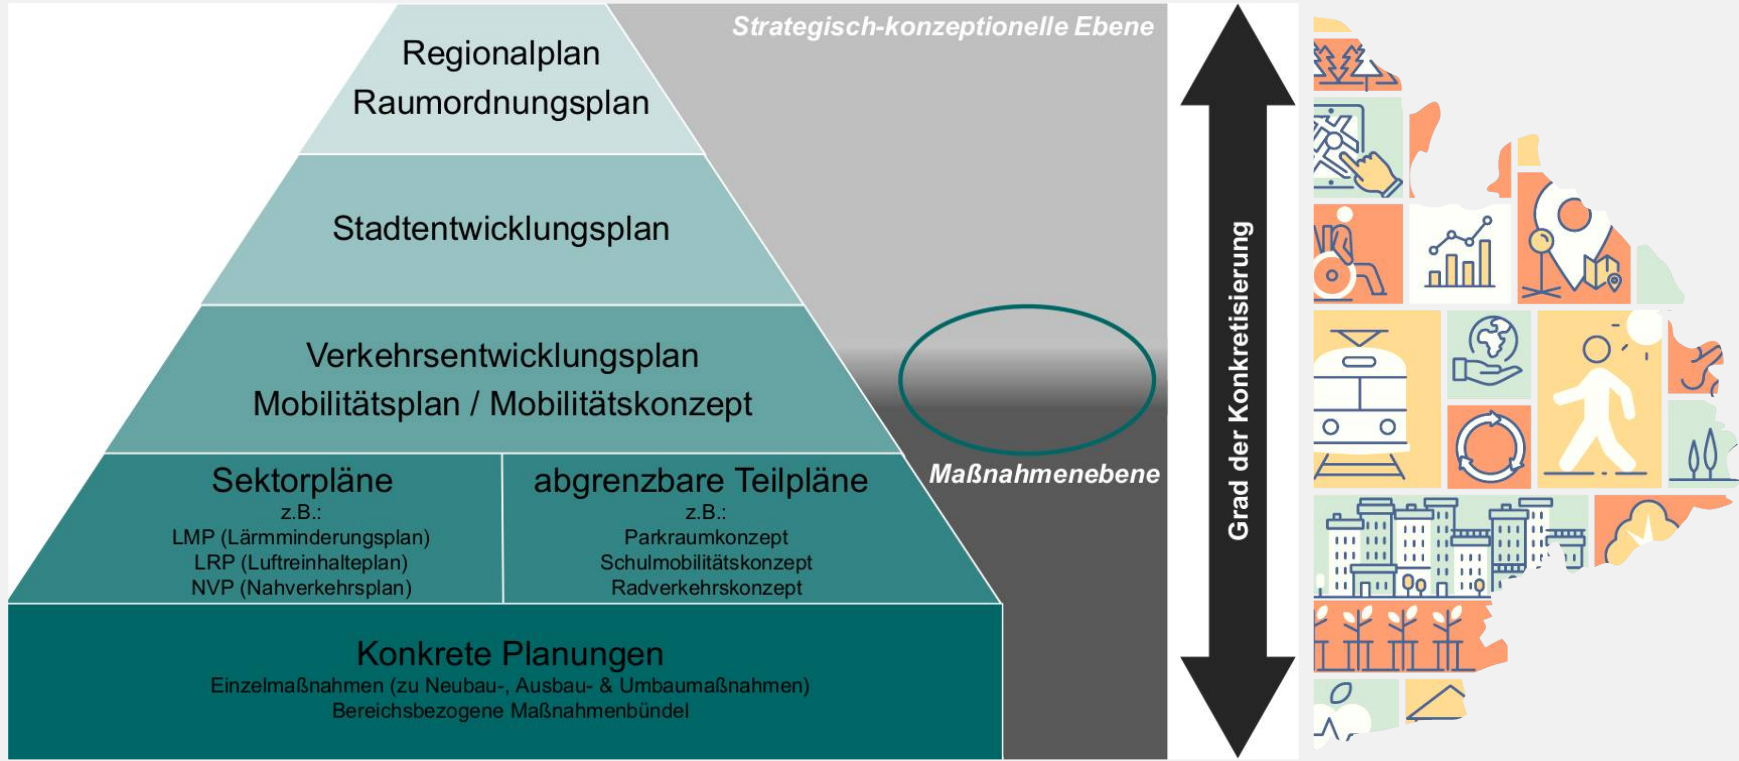 Strategisch-konzeptionelle Ebene
Regionalplan
Raumordnungsplan
Stadtentwicklungsplan
Verkehrsentwicklungsplan
Mobilitätsplan / Mobilitätskonzept
Maßnahmenebene
Sektorpläne
z.B.:
LMP (Lärmminderungsplan)
LRP (Luftreinhalteplan)
NVP (Nahverkehrsplan)
abgrenzbare Teilpläne
z.B.:
Parkraumkonzept
Schulmobilitätskonzept
Radverkehrskonzept
Konkrete Planungen
Einzelmaßnahmen (zu Neubau-, Ausbau- & Umbaumaßnahmen)
Bereichsbezogene Maßnahmenbündel
Grad der Konkretisierung